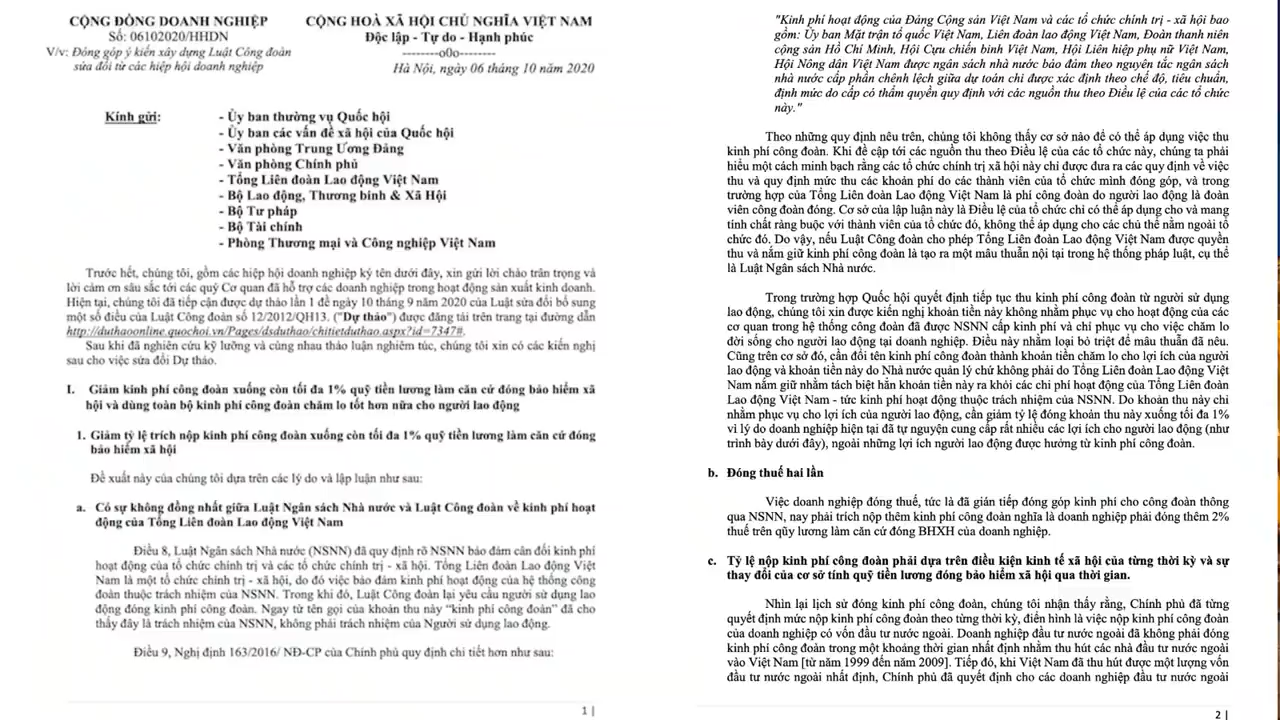 CỘNG ĐỒNG DOANH NGHIỆP
Số: 06102020/HHDN
V/v: Đóng góp ý kiến xây dựng Luật Công đoàn
sửa đổi từ các hiệp hội doanh nghiệp
CỘNG HOÀ XÃ HỘI CHỦ NGHĨA VIỆT NAM
Độc lập - Tự do - Hạnh phúc
--------o0o--------
Hà Nội, ngày 06 tháng 10 năm 2020
Kính gửi:
- Ủy ban thường vụ Quốc hội
- Ủy ban các vấn đề xã hội của Quốc hội
- Văn phòng Trung Ương Đảng
- Văn phòng Chính phủ
- Tổng Liên đoàn Lao động Việt Nam
- Bộ Lao động, Thương binh & Xã Hội
- Bộ Tư pháp
- Bộ Tài chính
- Phòng Thương mại và Công nghiệp Việt Nam
Trước hết, chúng tôi, gồm các hiệp hội doanh nghiệp ký tên dưới đây, xin gửi lời chào trân trọng và
lời cảm ơn sâu sắc tới các quý Cơ quan đã hỗ trợ các doanh nghiệp trong hoạt động sản xuất kinh doanh.
Hiện tại, chúng tôi đã tiếp cận được dự thảo lần 1 đề ngày 10 tháng 9 năm 2020 của Luật sửa đổi bổ sung
một số điều của Luật Công đoàn số 12/2012/QH13. ("Dự thảo") được đăng tải trên trang tại đường dẫn
http://duthaoonline.quochoi.vn/Pages/dsduthao/chitietduthao.aspx?id=7347#.
Sau khi đã nghiên cứu kỹ lưỡng và cùng nhau thảo luận nghiêm túc, chúng tôi xin có các kiến nghị
sau cho việc sửa đổi Dự thảo.
I. Giảm kinh phí công đoàn xuống còn tối đa 1% quỹ tiền lương làm căn cứ đóng bảo hiểm xã
hội và dùng toàn bộ kinh phí công đoàn chăm lo tốt hơn nữa cho người lao động
1. Giảm tỷ lệ trích nộp kinh phí công đoàn xuống còn tối đa 1% quỹ tiền lương làm căn cứ đóng
bảo hiểm xã hội
Đề xuất này của chúng tôi dựa trên các lý do và lập luận như sau:
a. Có sự không đồng nhất giữa Luật Ngân sách Nhà nước và Luật Công đoàn về kinh phí hoạt
động của Tổng Liên đoàn Lao động Việt Nam
Điều 8, Luật Ngân sách Nhà nước (NSNN) đã quy định rõ NSNN bảo đảm cân đối kinh phí
hoạt động của tổ chức chính trị và các tổ chức chính trị - xã hội. Tổng Liên đoàn Lao động Việt
Nam là một tổ chức chính trị - xã hội, do đó việc bảo đảm kinh phí hoạt động của hệ thống công
đoàn thuộc trách nhiệm của NSNN. Trong khi đó, Luật Công đoàn lại yêu cầu người sử dụng lao
động đóng kinh phí công đoàn. Ngay từ tên gọi của khoản thu này “kinh phí công đoàn” đã cho
thấy đây là trách nhiệm của NSNN, không phải trách nhiệm của Người sử dụng lao động.
Điều 9, Nghị định 163/2016/ NĐ-CP của Chính phủ quy định chi tiết hơn như sau:
1 |
"Kinh phí hoạt động của Đảng Cộng sản Việt Nam và các tổ chức chính trị - xã hội bao
gồm: Ủy ban Mặt trận tổ quốc Việt Nam, Liên đoàn lao động Việt Nam, Đoàn thanh niên
cộng sản Hồ Chí Minh, Hội Cựu chiến binh Việt Nam, Hội Liên hiệp phụ nữ Việt Nam,
Hội Nông dân Việt Nam được ngân sách nhà nước bảo đảm theo nguyên tắc ngân sách
nhà nước cấp phần chênh lệch giữa dự toán chi được xác định theo chế độ, tiêu chuẩn,
định mức do cấp có thẩm quyền quy định với các nguồn thu theo Điều lệ của các tổ chức
này."
Theo những quy định nêu trên, chúng tôi không thấy cơ sở nào để có thể áp dụng việc thu
kinh phí công đoàn. Khi đề cập tới các nguồn thu theo Điều lệ của các tổ chức này, chúng ta phải
hiểu một cách minh bạch rằng các tổ chức chính trị xã hội này chỉ được đưa ra các quy định về việc
thu và quy định mức thu các khoản phí do các thành viên của tổ chức mình đóng góp, và trong
trường hợp của Tổng Liên đoàn Lao động Việt Nam là phí công đoàn do người lao động là đoàn
viên công đoàn đóng. Cơ sở của lập luận này là Điều lệ của tổ chức chỉ có thể áp dụng cho và mang
tính chất ràng buộc với thành viên của tổ chức đó, không thể áp dụng cho các chủ thể nằm ngoài tổ
chức đó. Do vậy, nếu Luật Công đoàn cho phép Tổng Liên đoàn Lao động Việt Nam được quyền
thu và nắm giữ kinh phí công đoàn là tạo ra một mâu thuẫn nội tại trong hệ thống pháp luật, cụ thể
là Luật Ngân sách Nhà nước.
Trong trường hợp Quốc hội quyết định tiếp tục thu kinh phí công đoàn từ người sử dụng
lao động, chúng tôi xin được kiến nghị khoản tiền này không nhằm phục vụ cho hoạt động của các
cơ quan trong hệ thống công đoàn đã được NSNN cấp kinh phí và chỉ phục vụ cho việc chăm lo
đời sống cho người lao động tại doanh nghiệp. Điều này nhằm loại bỏ triệt để mâu thuẫn đã nêu.
Cũng trên cơ sở đó, cần đổi tên kinh phí công đoàn thành khoản tiền chăm lo cho lợi ích của người
lao động và khoản tiền này do Nhà nước quản lý chứ không phải do Tổng Liên đoàn Lao động Việt
Nam nắm giữ nhằm tách biệt hẳn khoản tiền này ra khỏi các chi phí hoạt động của Tổng Liên đoàn
Lao động Việt Nam - tức kinh phí hoạt động thuộc trách nhiệm của NSNN. Do khoản thu này chỉ
nhằm phục vụ cho lợi ích của người lao động, cần giảm tỷ lệ đóng khoản thu này xuống tối đa 1%
vì lý do doanh nghiệp hiện tại đã tự nguyện cung cấp rất nhiều các lợi ích cho người lao động (như
trình bày dưới đây), ngoài những lợi ích người lao động được hưởng từ kinh phí công đoàn.
b. Đóng thuế hai lần
Việc doanh nghiệp đóng thuế, tức là đã gián tiếp đóng góp kinh phí cho công đoàn thông
qua NSNN, nay phải trích nộp thêm kinh phí công đoàn nghĩa là doanh nghiệp phải đóng thêm 2%
thuế trên qũy lương làm căn cứ đóng BHXH của doanh nghiệp.
c. Tỷ lệ nộp kinh phí công đoàn phải dựa trên điều kiện kinh tế xã hội của từng thời kỳ và sự
thay đổi của cơ sở tính quỹ tiền lương đóng bảo hiểm xã hội qua thời gian.
Nhìn lại lịch sử đóng kinh phí công đoàn, chúng tôi nhận thấy rằng, Chính phủ đã từng
quyết định mức nộp kinh phí công đoàn theo từng thời kỳ, điển hình là việc nộp kinh phí công đoàn
của doanh nghiệp có vốn đầu tư nước ngoài. Doanh nghiệp đầu tư nước ngoài đã không phải đóng
kinh phí công đoàn trong một khoảng thời gian nhất định nhằm thu hút các nhà đầu tư nước ngoài
vào Việt Nam [từ năm 1999 đến năm 2009]. Tiếp đó, khi Việt Nam đã thu hút được một lượng vốn
đầu tư nước ngoài nhất định, Chính phủ đã quyết định cho các doanh nghiệp đầu tư nước ngoài
2 |